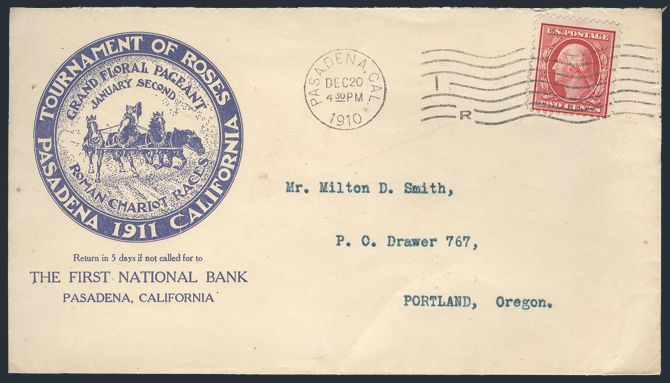 TOURNAMENT OF ROSES
GRAND FLORAL PAGEANT
JANUARY SECOND
ROMAN CHARIOT RACES
PASADENA 1911 CALIFORNIA
Return in 5 days if not called for to
THE FIRST NATIONAL BANK
PASADENA, CALIFORNIA
PASADENA, CAL.
DEC 20
4 30 PM
1910
I
R
U.S. POSTAGE
TWO CENTS
Mr. Milton D. Smith,
P. O. Drawer 767,
PORTLAND, Oregon.